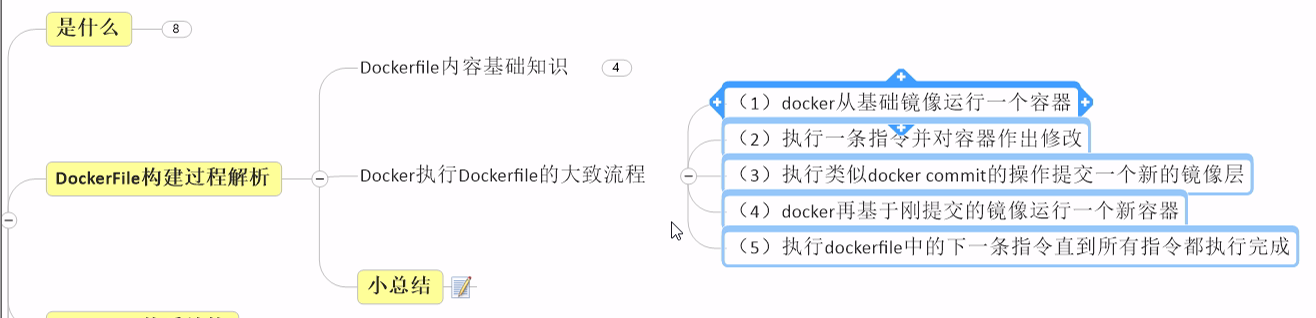 是什么
8
Dockerfile内容基础知识
4
DockerFile构建过程解析
Docker执行Dockerfile的大致流程
（1）docker从基础镜像运行一个容器
（2）执行一条指令并对容器作出修改
（3）执行类似docker commit的操作提交一个新的镜像层
（4）docker再基于刚提交的镜像运行一个新容器
（5）执行dockerfile中的下一条指令直到所有指令都执行完成
小总结